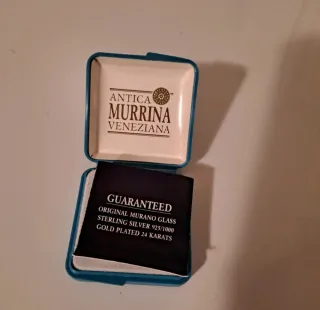 ANTICA
MURRINA
VENEZIANA
GUARANTEED
ORIGINAL MURANO GLASS
STERLING SILVER 925/1000
GOLD PLATED 24 KARATS